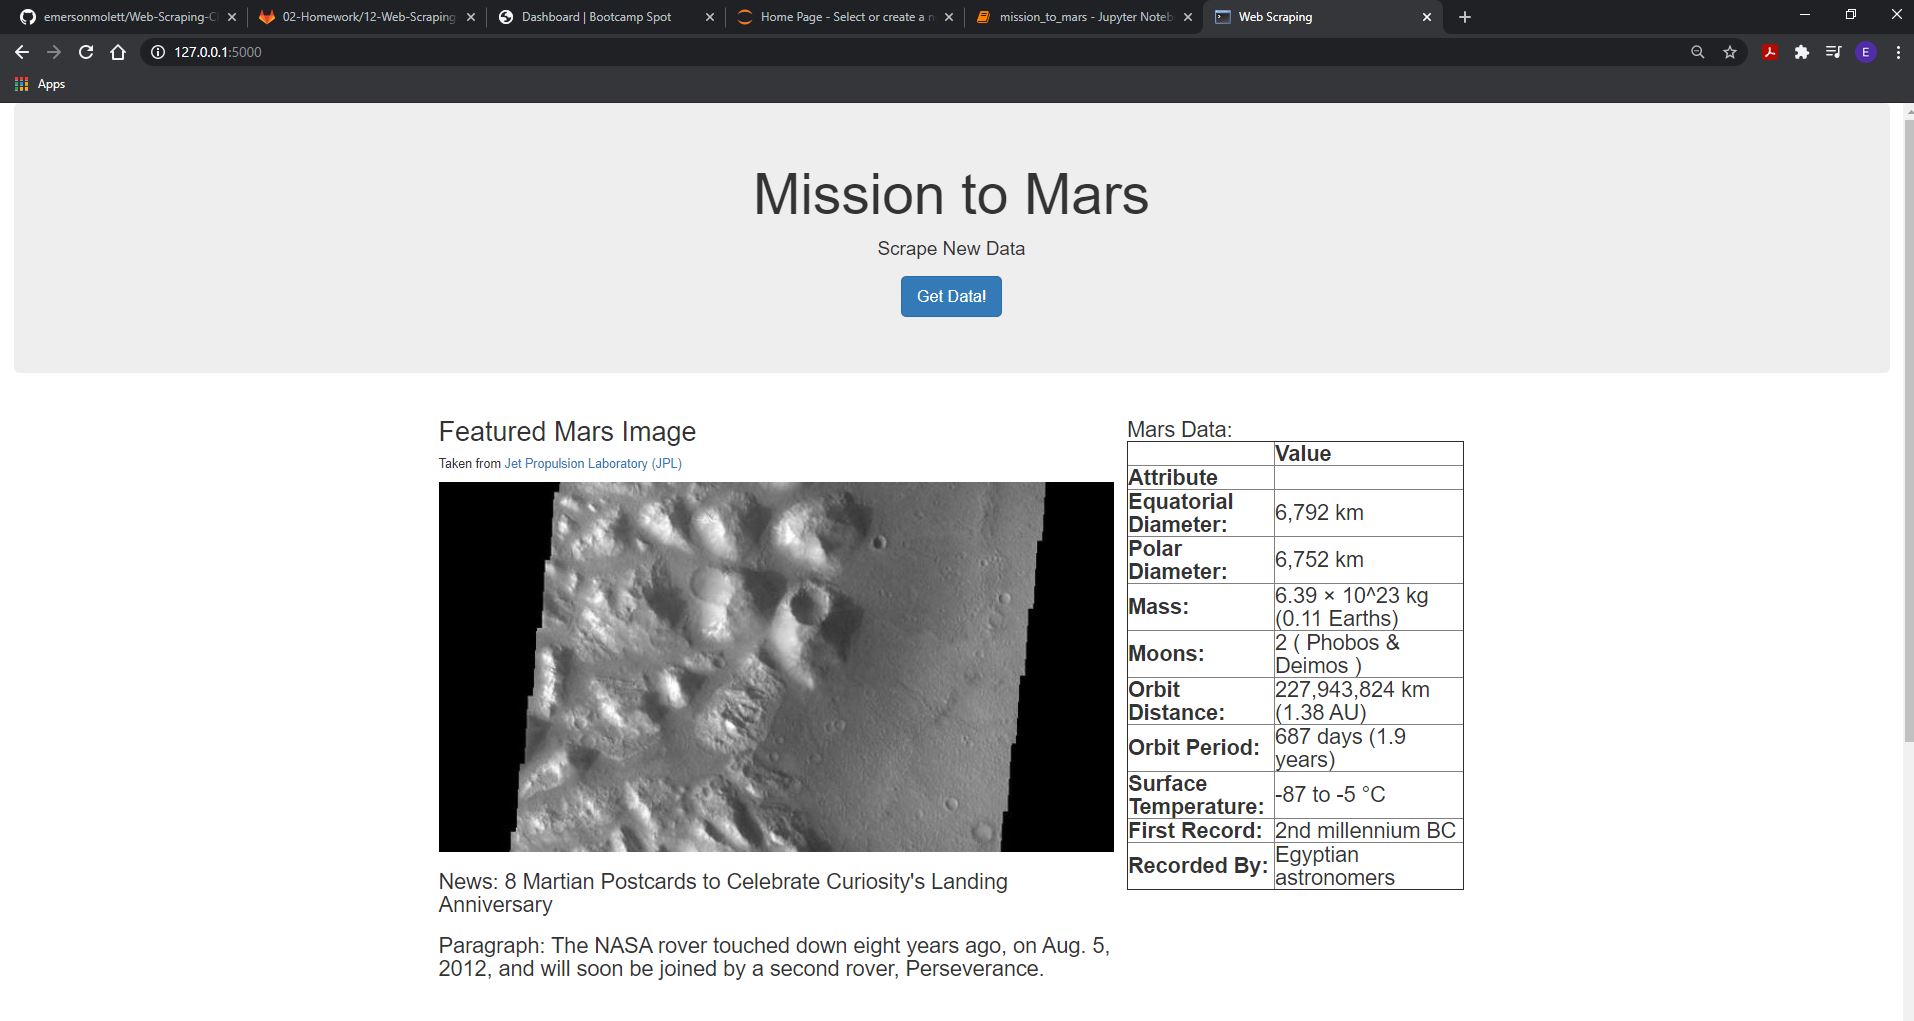 emersonmolett/Web-Scraping-C
02-Homework/12-Web-Scraping
Dashboard | Bootcamp Spot
Home Page - Select or create a n
mission_to_mars - Jupyter Noteb
Web Scraping
127.0.0.1:5000
E
Apps
Mission to Mars
Scrape New Data
Get Data!
Featured Mars Image
Taken from Jet Propulsion Laboratory (JPL)
News: 8 Martian Postcards to Celebrate Curiosity's Landing
Anniversary
Paragraph: The NASA rover touched down eight years ago, on Aug. 5,
2012, and will soon be joined by a second rover, Perseverance.
Mars Data:
Value
Attribute
Equatorial
Diameter:
6,792 km
Polar
Diameter:
6,752 km
Mass:
6.39 × 10^23 kg
(0.11 Earths)
Moons:
2 ( Phobos &
Deimos )
Orbit
Distance:
227,943,824 km
(1.38 AU)
Orbit Period:
687 days (1.9
years)
Surface
Temperature:
-87 to -5 °C
First Record:
2nd millennium BC
Recorded By:
Egyptian
astronomers